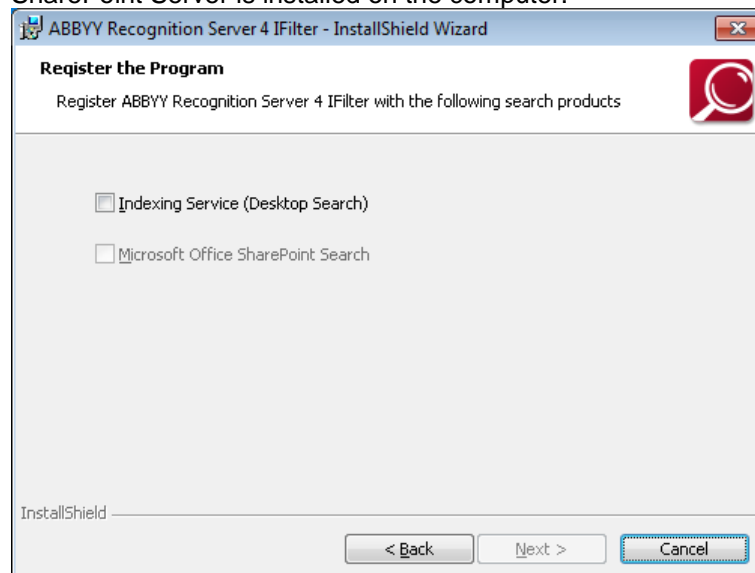 SharePoint Server is installed on the computer.
ABBYY Recognition Server 4 IFilter - InstallShield Wizard
Register the Program
Register ABBYY Recognition Server 4 IFilter with the following search products
Indexing Service (Desktop Search)
Microsoft Office SharePoint Search
InstallShield
< Back Next > Cancel